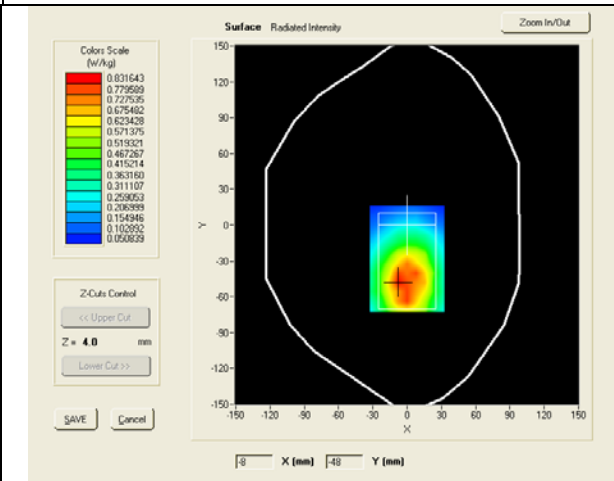 Surface Radiated Intensity
Zoom In/Out
Colors Scale
(W/kg)
0.831643
0.779589
0.727535
0.675482
0.623428
0.571375
0.519321
0.467267
0.415214
0.363160
0.311107
0.259053
0.206999
0.154946
0.102892
0.050839
Z-Cuts Control
<< Upper Cut
Z = 4.0 mm
Lower Cut >>
SAVE Cancel
150
120
90
60
30
0
-30
-60
-90
-120
-150
Y
-150 -120 -90 -60 -30 0 30 60 90 120 150
X
-8 X (mm) -48 Y (mm)